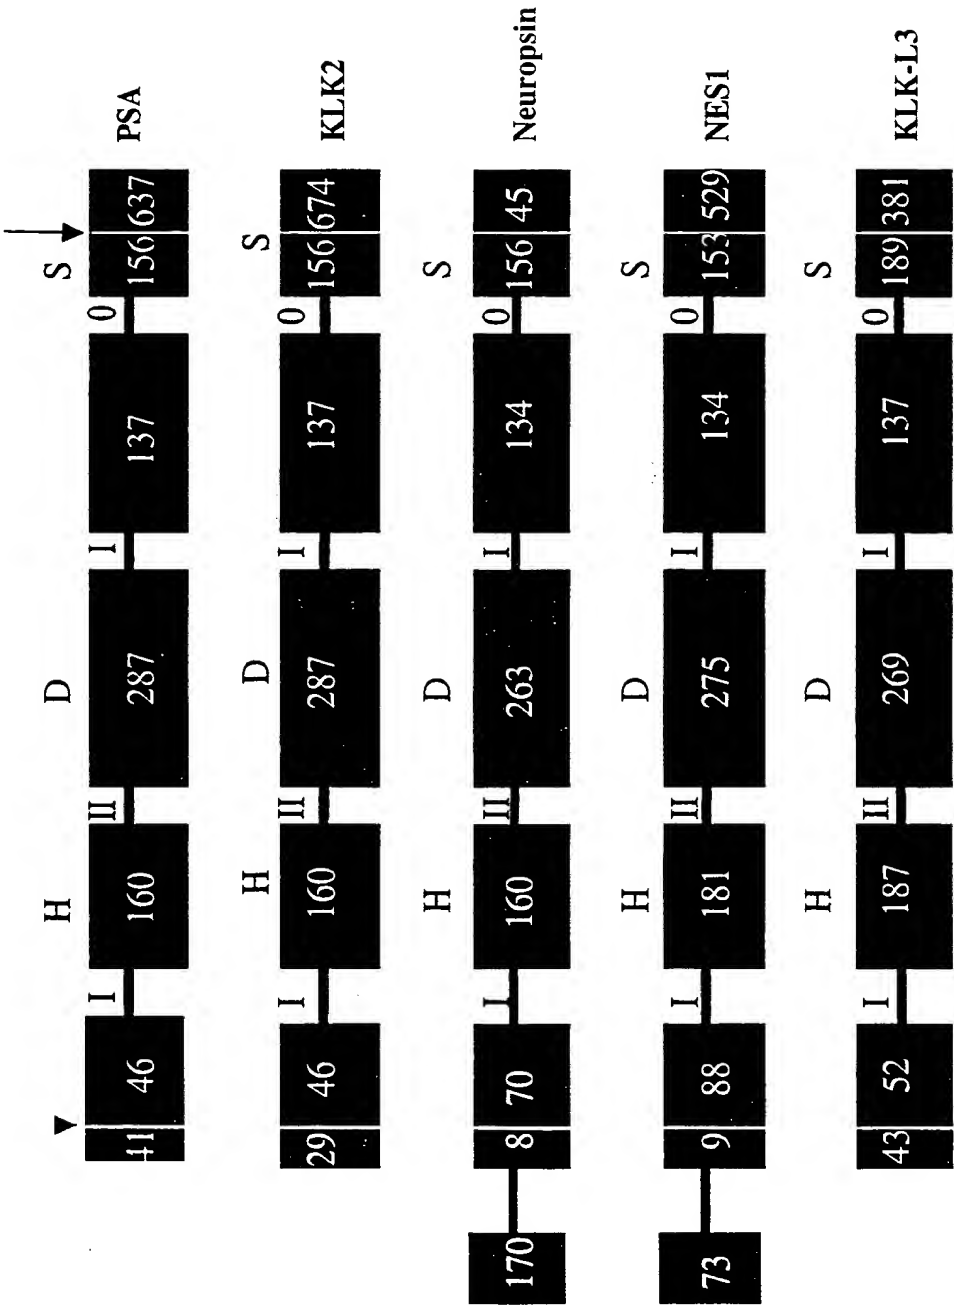 H D S
41 46 I 160 II 287 I 137 0 156 637 PSA
H D S
29 46 I 160 II 287 I 137 0 156 674 KLK2
H D S
170 8 70 I 160 II 263 I 134 0 156 45 Neuropsin
H D S
73 9 88 I 181 II 275 I 134 0 153 529 NES1
H D S
43 52 I 187 II 269 I 137 0 189 381 KLK-L3